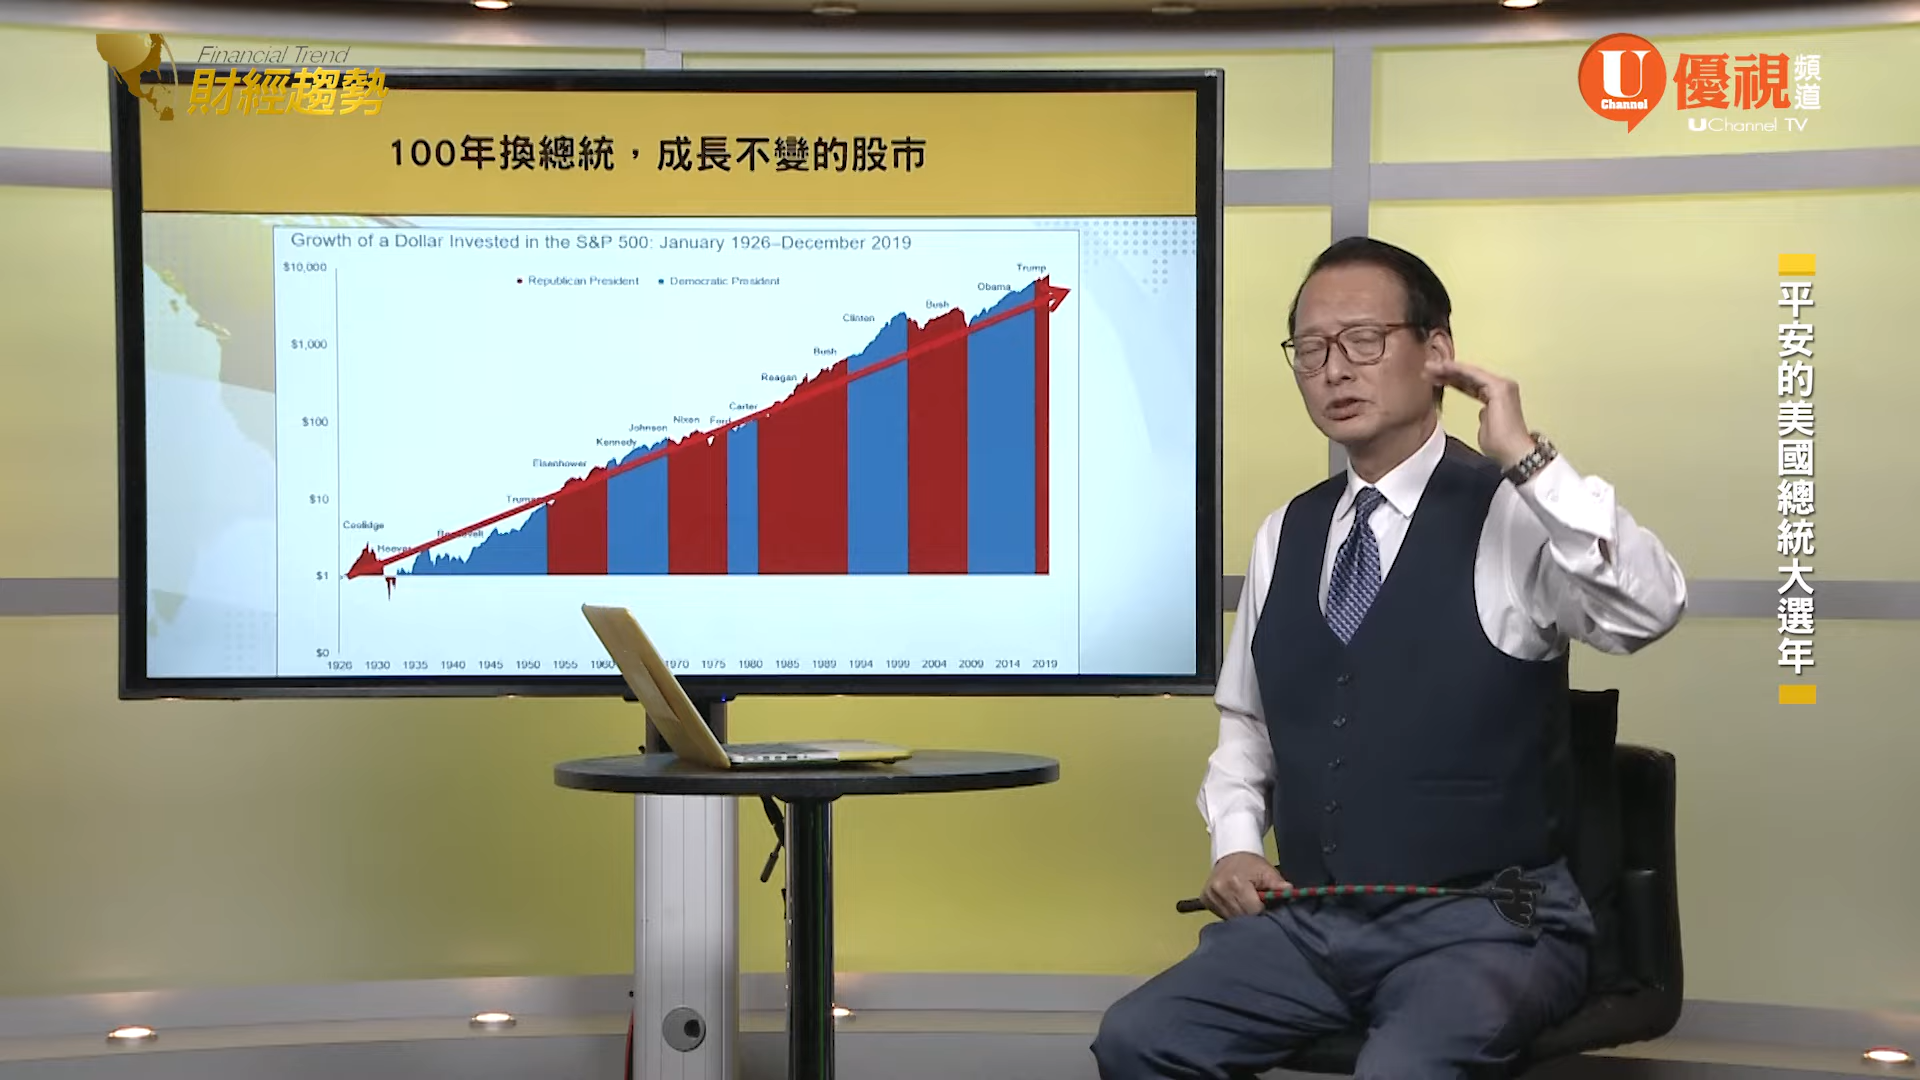 Financial Trend
財經趨勢
U
Channel
優視
頻道
UChannel TV
100年換總統，成長不變的股市
Growth of a Dollar Invested in the S&P 500: January 1926–December 2019
Republican President
Democratic President
$10,000
$1,000
$100
$10
$1
$0
Coolidge
Hoover
Eisenhower
Kennedy
Johnson
Nixon
Ford
Carter
Reagan
Bush
Clinton
Bush
Obama
Trump
1926 1930 1935 1940 1945 1950 1955 1960 1970 1975 1980 1985 1989 1994 1999 2004 2009 2014 2019
平安的美國總統大選年